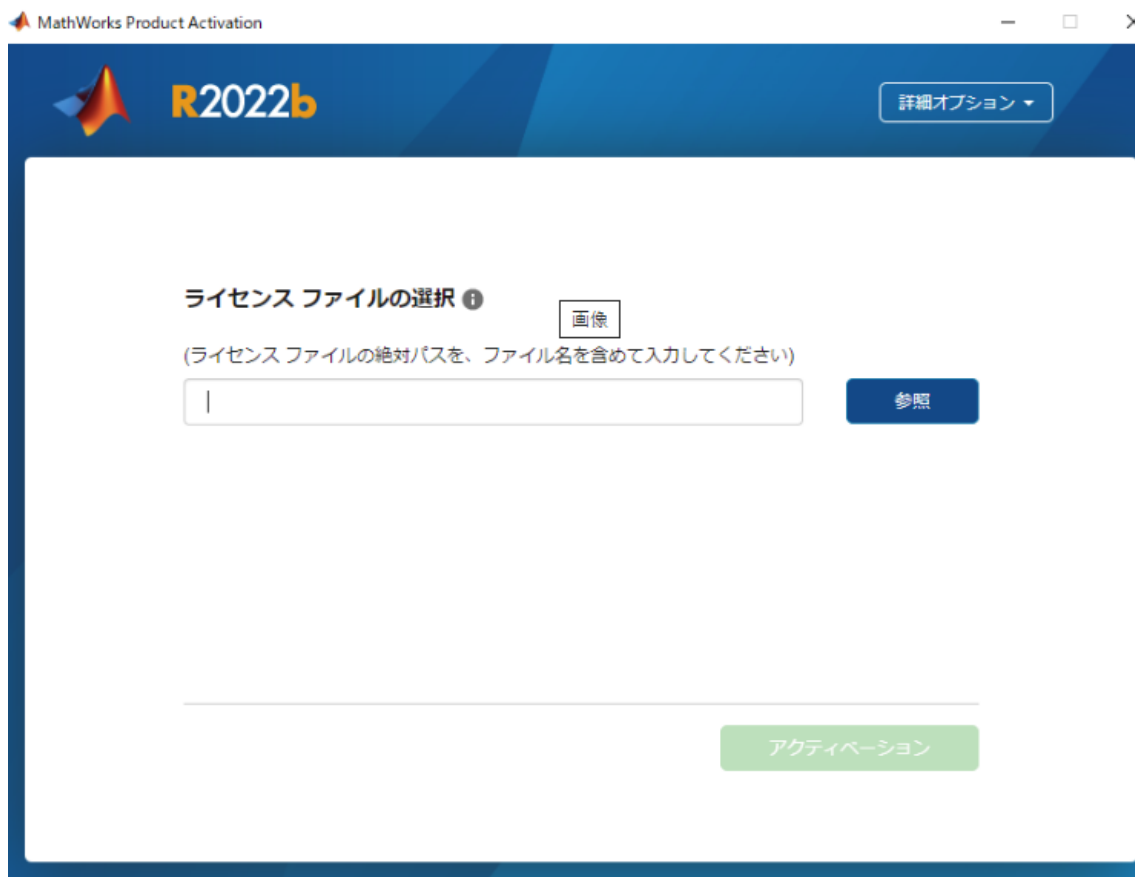 MathWorks Product Activation
R2022b
詳細オプション
ライセンス ファイルの選択
画像
(ライセンス ファイルの絶対パスを、ファイル名を含めて入力してください)
参照
アクティベーション